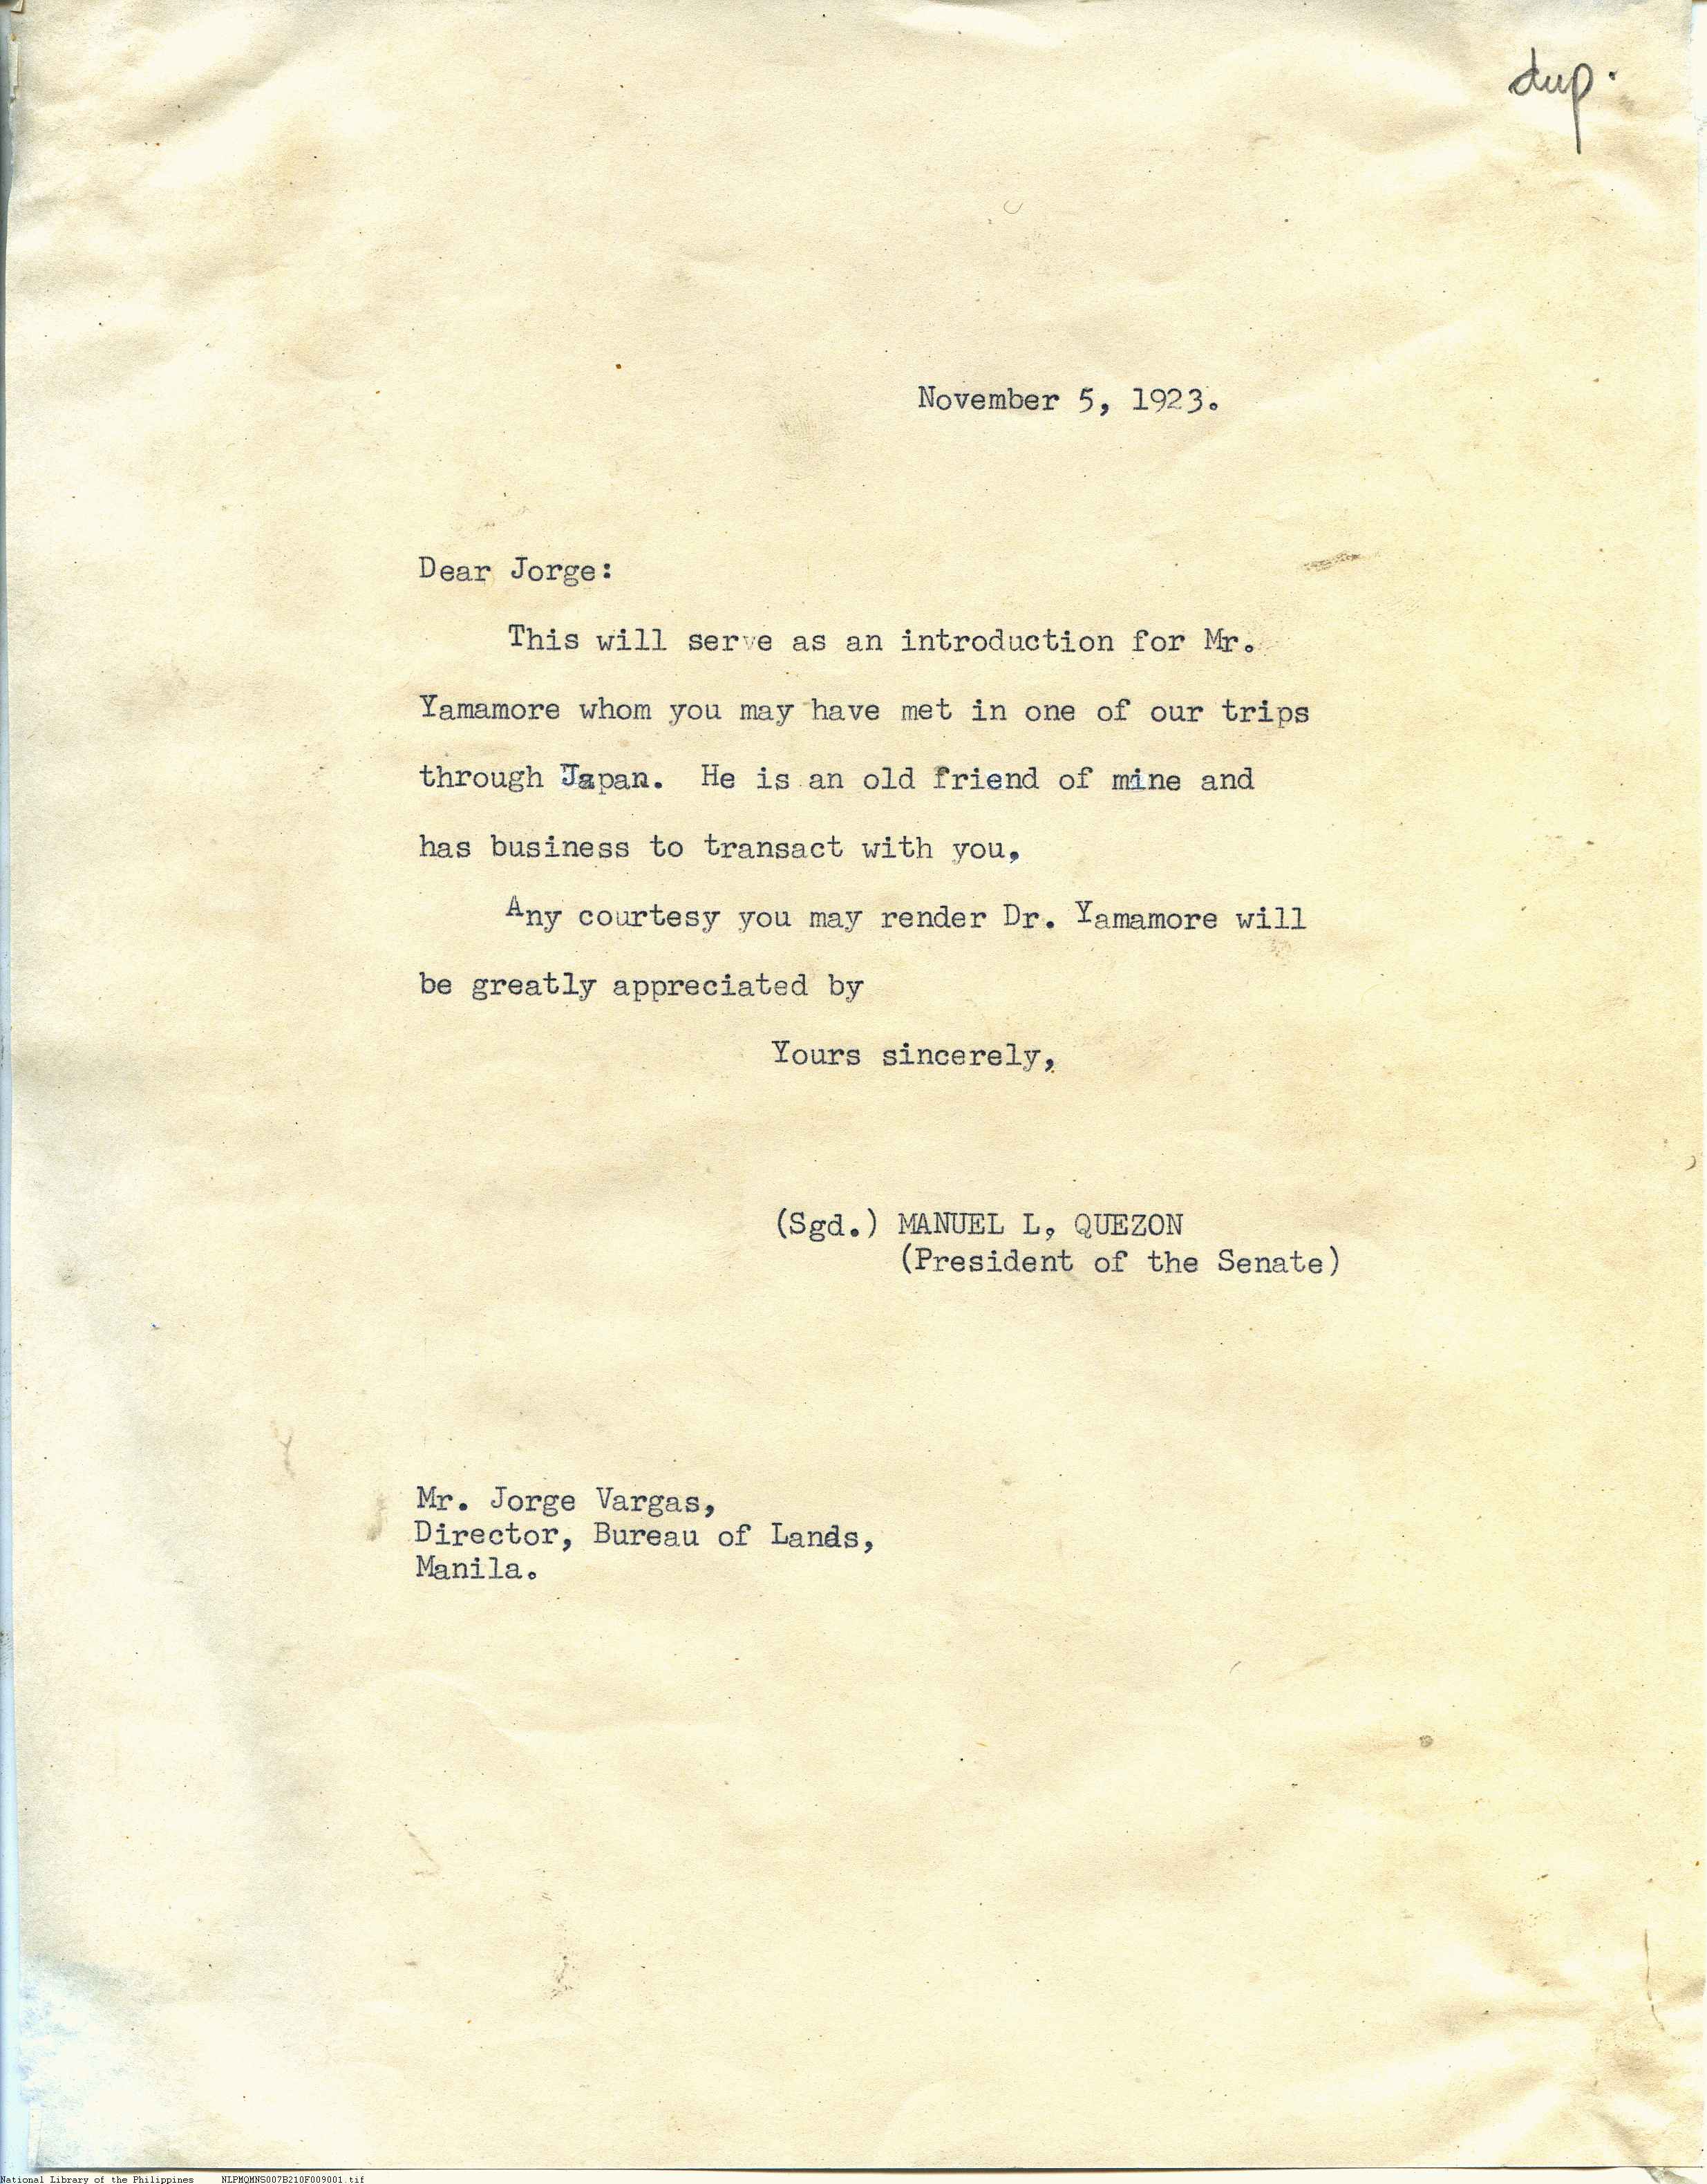 dup.
November 5, 1923.
Dear Jorge:
This will serve as an introduction for Mr.
Yamamore whom you may have met in one of our trips
through Japan. He is an old friend of mine and
has business to transact with you,
Any courtesy you may render Dr. Yamamore will
be greatly appreciated by
Yours sincerely,
(Sgd.) MANUEL L, QUEZON
(President of the Senate)
Mr. Jorge Vargas,
Director, Bureau of Lands,
Manila.
National Library of the Philippines NLPMQMNS007B210F009001.tif